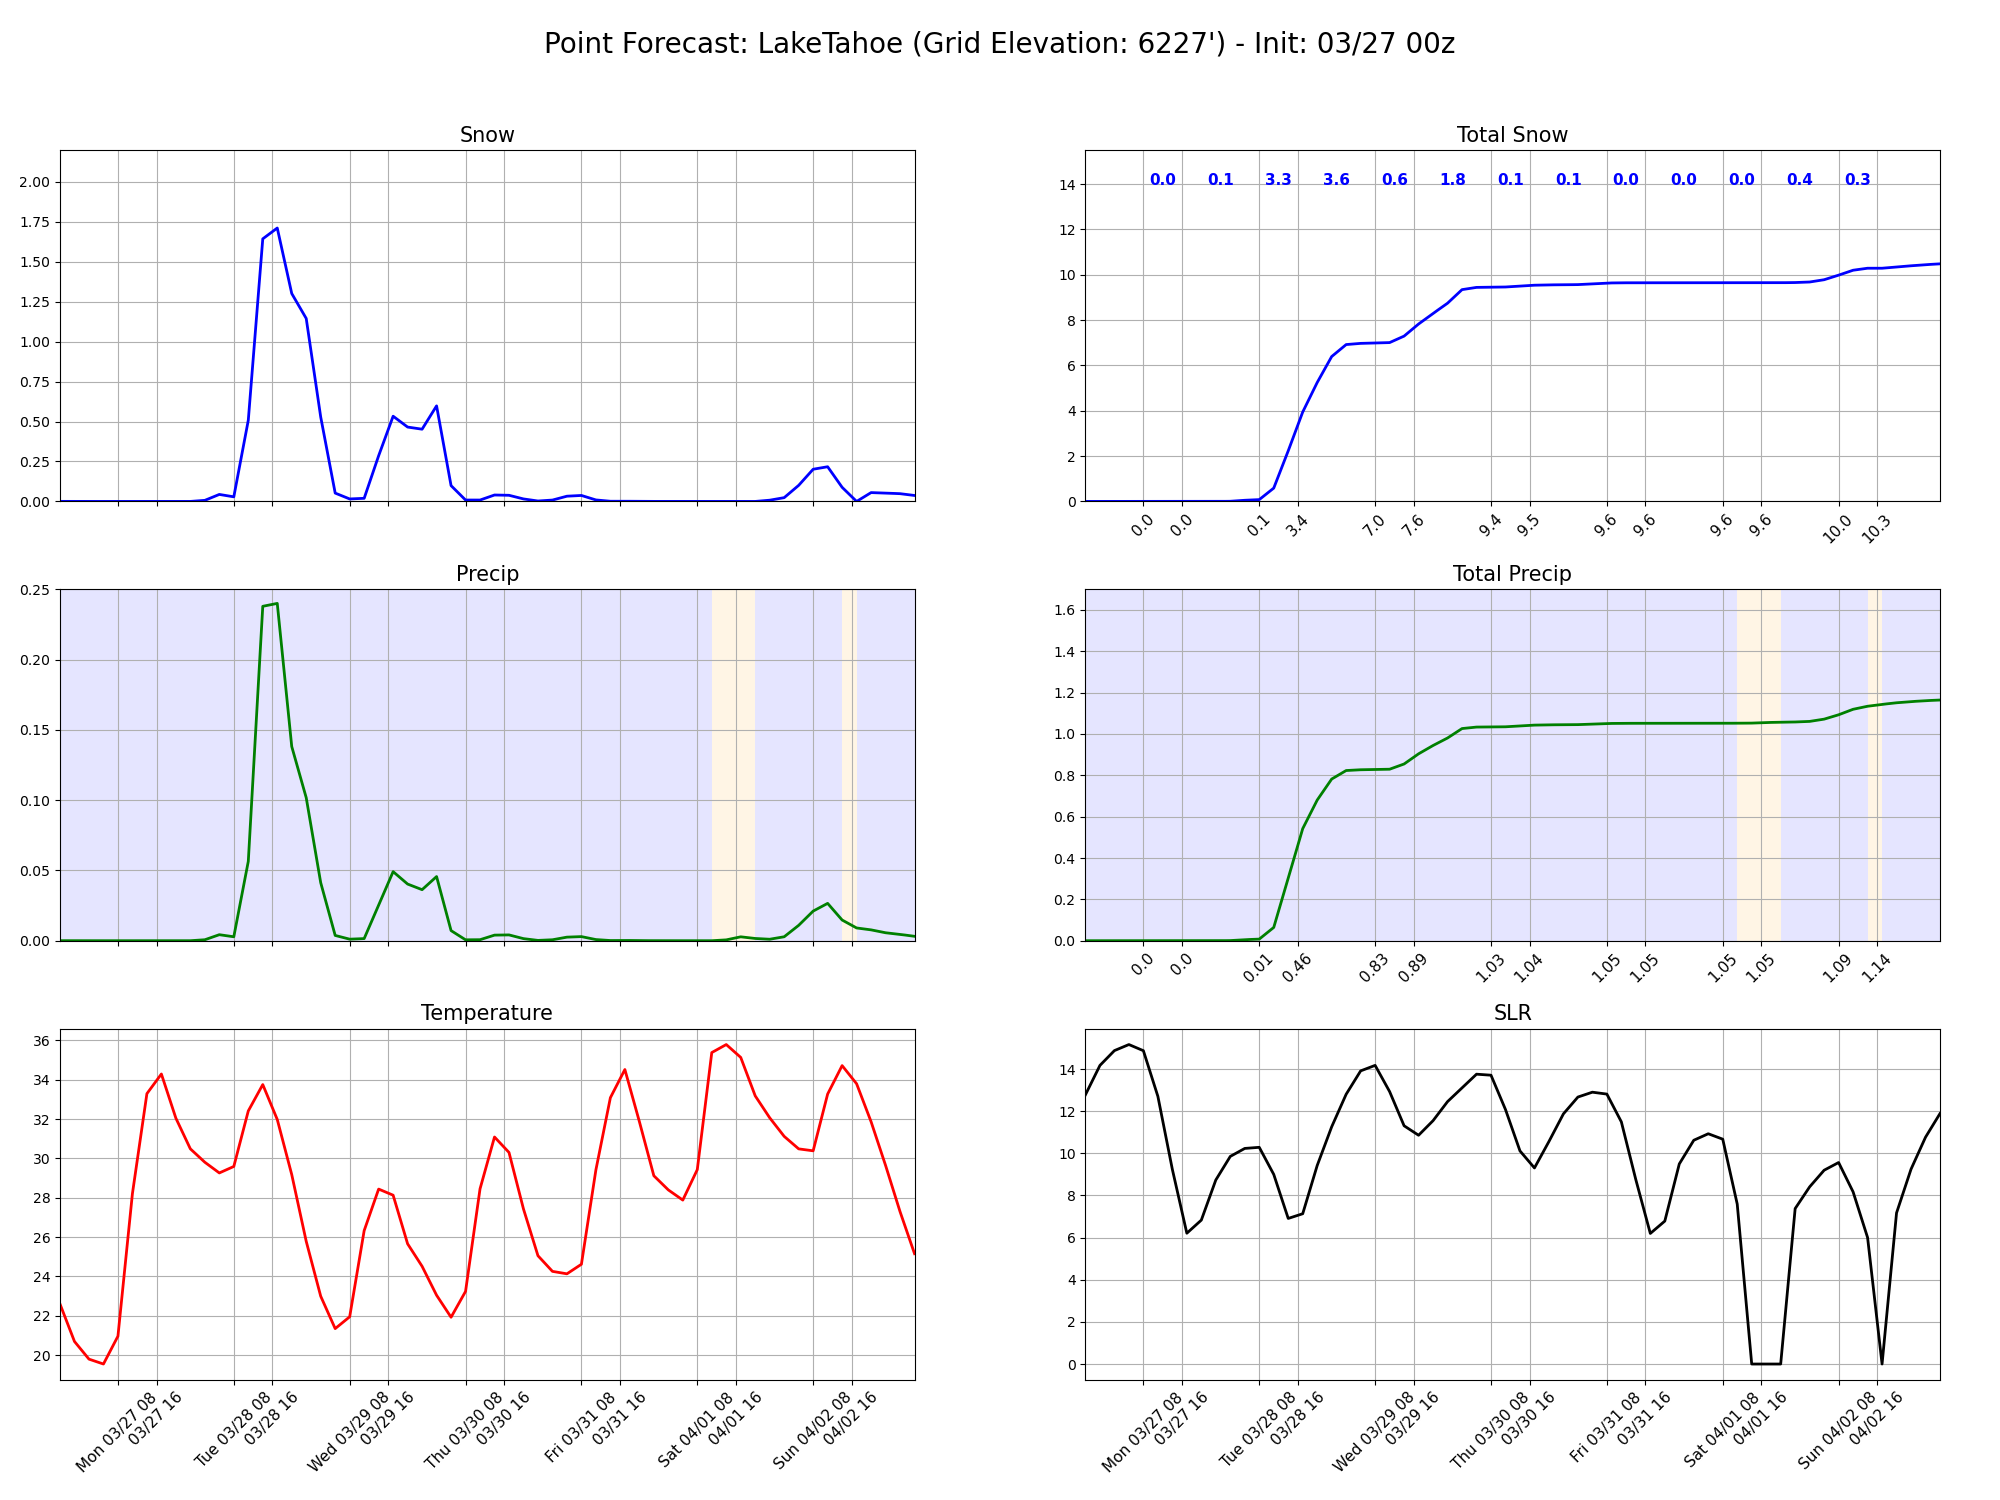 Point Forecast: LakeTahoe (Grid Elevation: 6227') - Init: 03/27 00z
Snow
2.00
1.75
1.50
1.25
1.00
0.75
0.50
0.25
0.00
Total Snow
0.0 0.1 3.3 3.6 0.6 1.8 0.1 0.1 0.0 0.0 0.0 0.4 0.3
14
12
10
8
6
4
2
0
0.0 0.0 0.1 3.4 7.0 7.6 9.4 9.5 9.6 9.6 9.6 9.6 10.0 10.3
Precip
0.25
0.20
0.15
0.10
0.05
0.00
Total Precip
1.6
1.4
1.2
1.0
0.8
0.6
0.4
0.2
0.0
0.0 0.0 0.01 0.46 0.83 0.89 1.03 1.04 1.05 1.05 1.05 1.05 1.09 1.14
Temperature
36
34
32
30
28
26
24
22
20
Mon 03/27 08
03/27 16
Tue 03/28 08
03/28 16
Wed 03/29 08
03/29 16
Thu 03/30 08
03/30 16
Fri 03/31 08
03/31 16
Sat 04/01 08
04/01 16
Sun 04/02 08
04/02 16
SLR
14
12
10
8
6
4
2
0
Mon 03/27 08
03/27 16
Tue 03/28 08
03/28 16
Wed 03/29 08
03/29 16
Thu 03/30 08
03/30 16
Fri 03/31 08
03/31 16
Sat 04/01 08
04/01 16
Sun 04/02 08
04/02 16